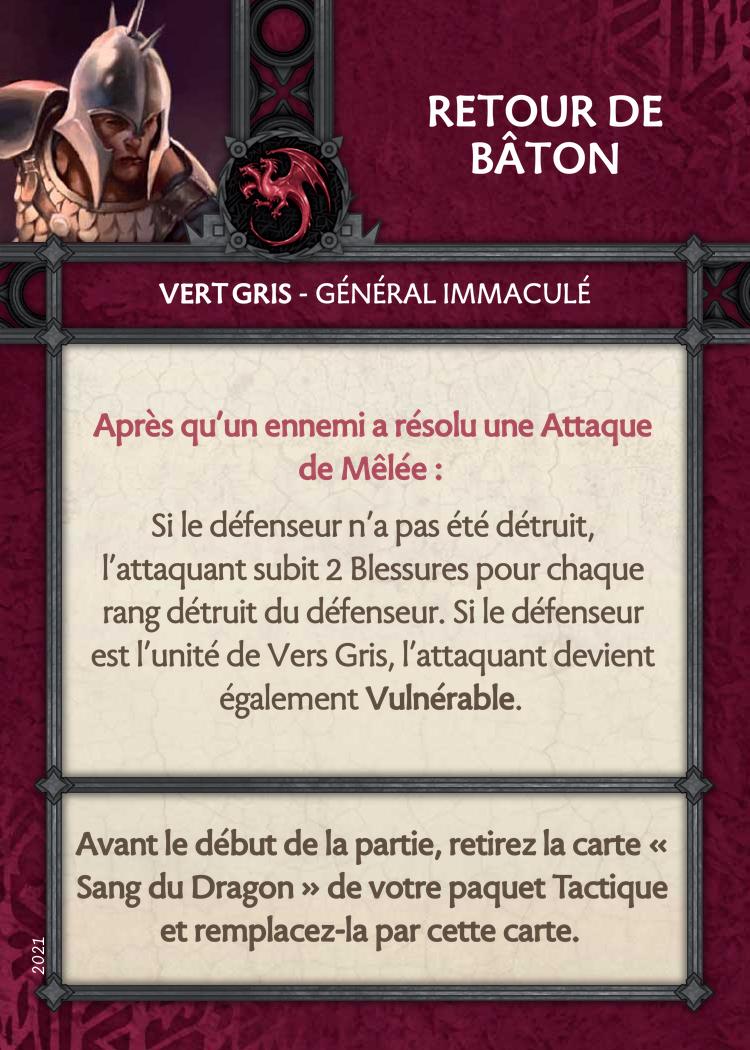 RETOUR DE
BÂTON
VERT GRIS - GÉNÉRAL IMMACULÉ
Après qu'un ennemi a résolu une Attaque
de Mêlée :
Si le défenseur n'a pas été détruit,
l'attaquant subit 2 Blessures pour chaque
rang détruit du défenseur. Si le défenseur
est l'unité de Vers Gris, l'attaquant devient
également Vulnérable.
Avant le début de la partie, retirez la carte «
Sang du Dragon » de votre paquet Tactique
et remplacez-la par cette carte.
2021